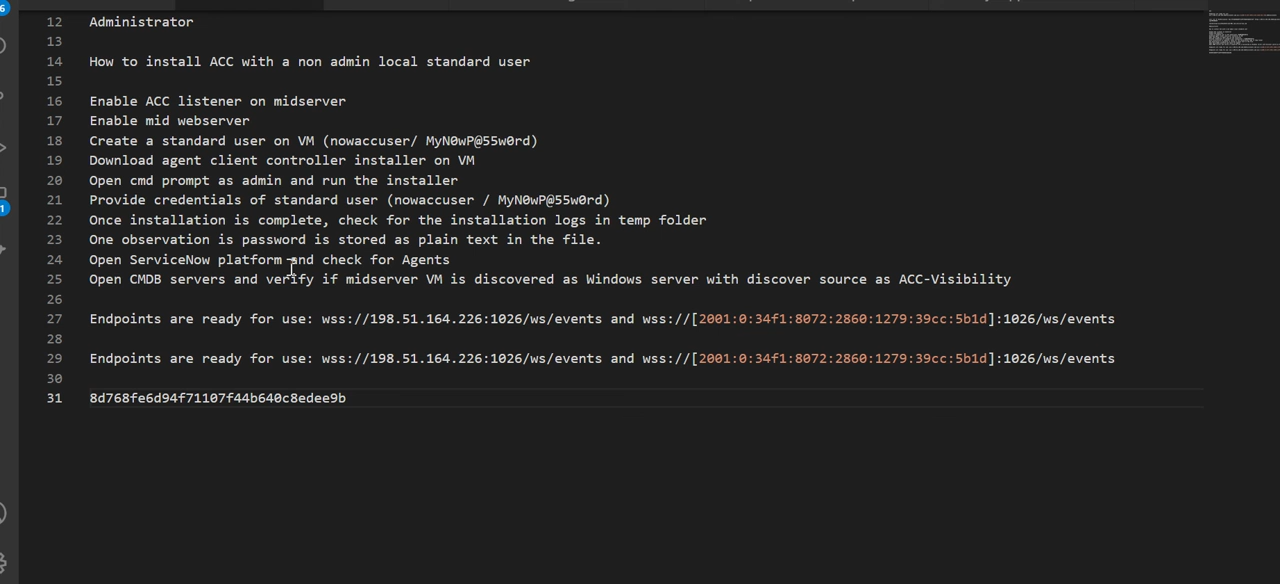 12 Administrator
13
14 How to install ACC with a non admin local standard user
15
16 Enable ACC listener on midserver
17 Enable mid webserver
18 Create a standard user on VM (nowaccuser/ MyN0wP@55w0rd)
19 Download agent client controller installer on VM
20 Open cmd prompt as admin and run the installer
21 Provide credentials of standard user (nowaccuser / MyN0wP@55w0rd)
22 Once installation is complete, check for the installation logs in temp folder
23 One observation is password is stored as plain text in the file.
24 Open ServiceNow platform and check for Agents
25 Open CMDB servers and verify if midserver VM is discovered as Windows server with discover source as ACC-Visibility
26
27 Endpoints are ready for use: wss://198.51.164.226:1026/ws/events and wss://[2001:0:34f1:8072:2860:1279:39cc:5b1d]:1026/ws/events
28
29 Endpoints are ready for use: wss://198.51.164.226:1026/ws/events and wss://[2001:0:34f1:8072:2860:1279:39cc:5b1d]:1026/ws/events
30
31 8d768fe6d94f71107f44b640c8edee9b